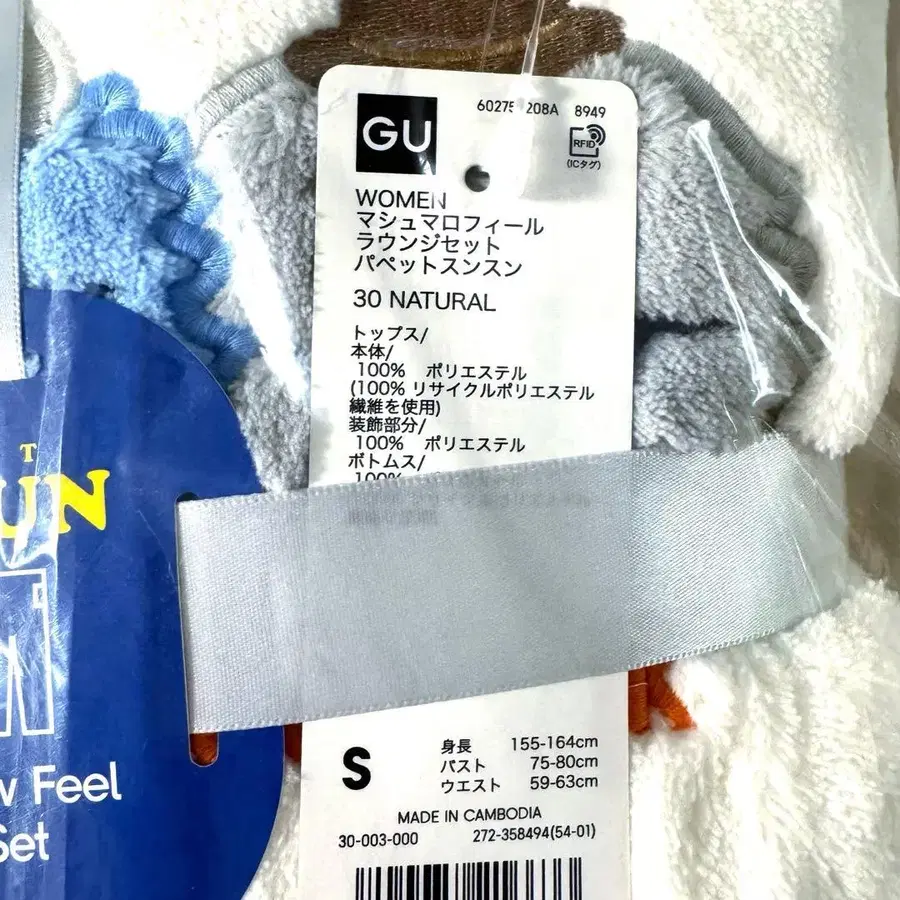 GU
60275 208A 8949
RFID
(ICタグ)
WOMEN
マシュマロフィール
ラウンジセット
パペットスンスン
30 NATURAL
トップス/
本体/
100% ポリエステル
(100% リサイクルポリエステル
繊維を使用)
装飾部分/
100% ポリエステル
ボトムス/
100%
T
UN
w Feel
Set
S
身長 155-164cm
バスト 75-80cm
ウエスト 59-63cm
MADE IN CAMBODIA
30-003-000 272-358494(54-01)